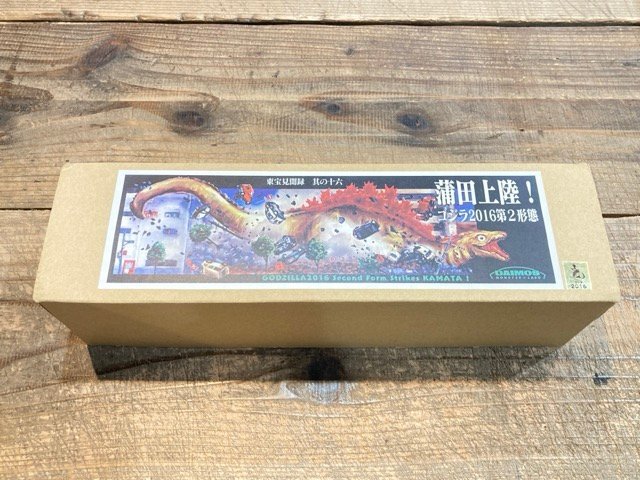 東宝見聞録 其の十六
蒲田上陸！
ゴジラ2016第2形態
GODZILLA2016 Second Form Strikes KAMATA !
DAIMOS
2016